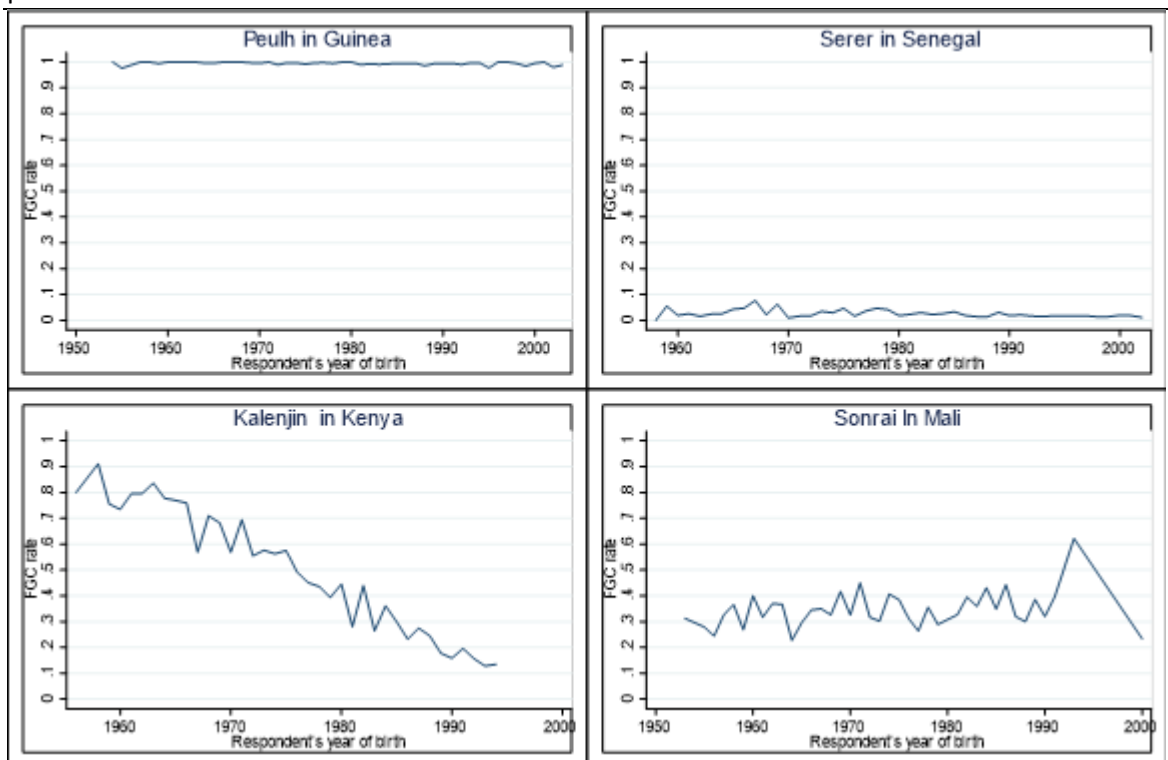 Peulh in Guinea
FGC rate
0 .1 .2 .3 .4 .5 .6 .7 .8 .9 1
1950 1960 1970 1980 1990 2000
Respondent's year of birth
Serer in Senegal
FGC rate
0 .1 .2 .3 .4 .5 .6 .7 .8 .9 1
1960 1970 1980 1990 2000
Respondent's year of birth
Kalenjin in Kenya
FGC rate
0 .1 .2 .3 .4 .5 .6 .7 .8 .9 1
1960 1970 1980 1990 2000
Respondent's year of birth
Sonrai In Mali
FGC rate
0 .1 .2 .3 .4 .5 .6 .7 .8 .9 1
1950 1960 1970 1980 1990 2000
Respondent's year of birth